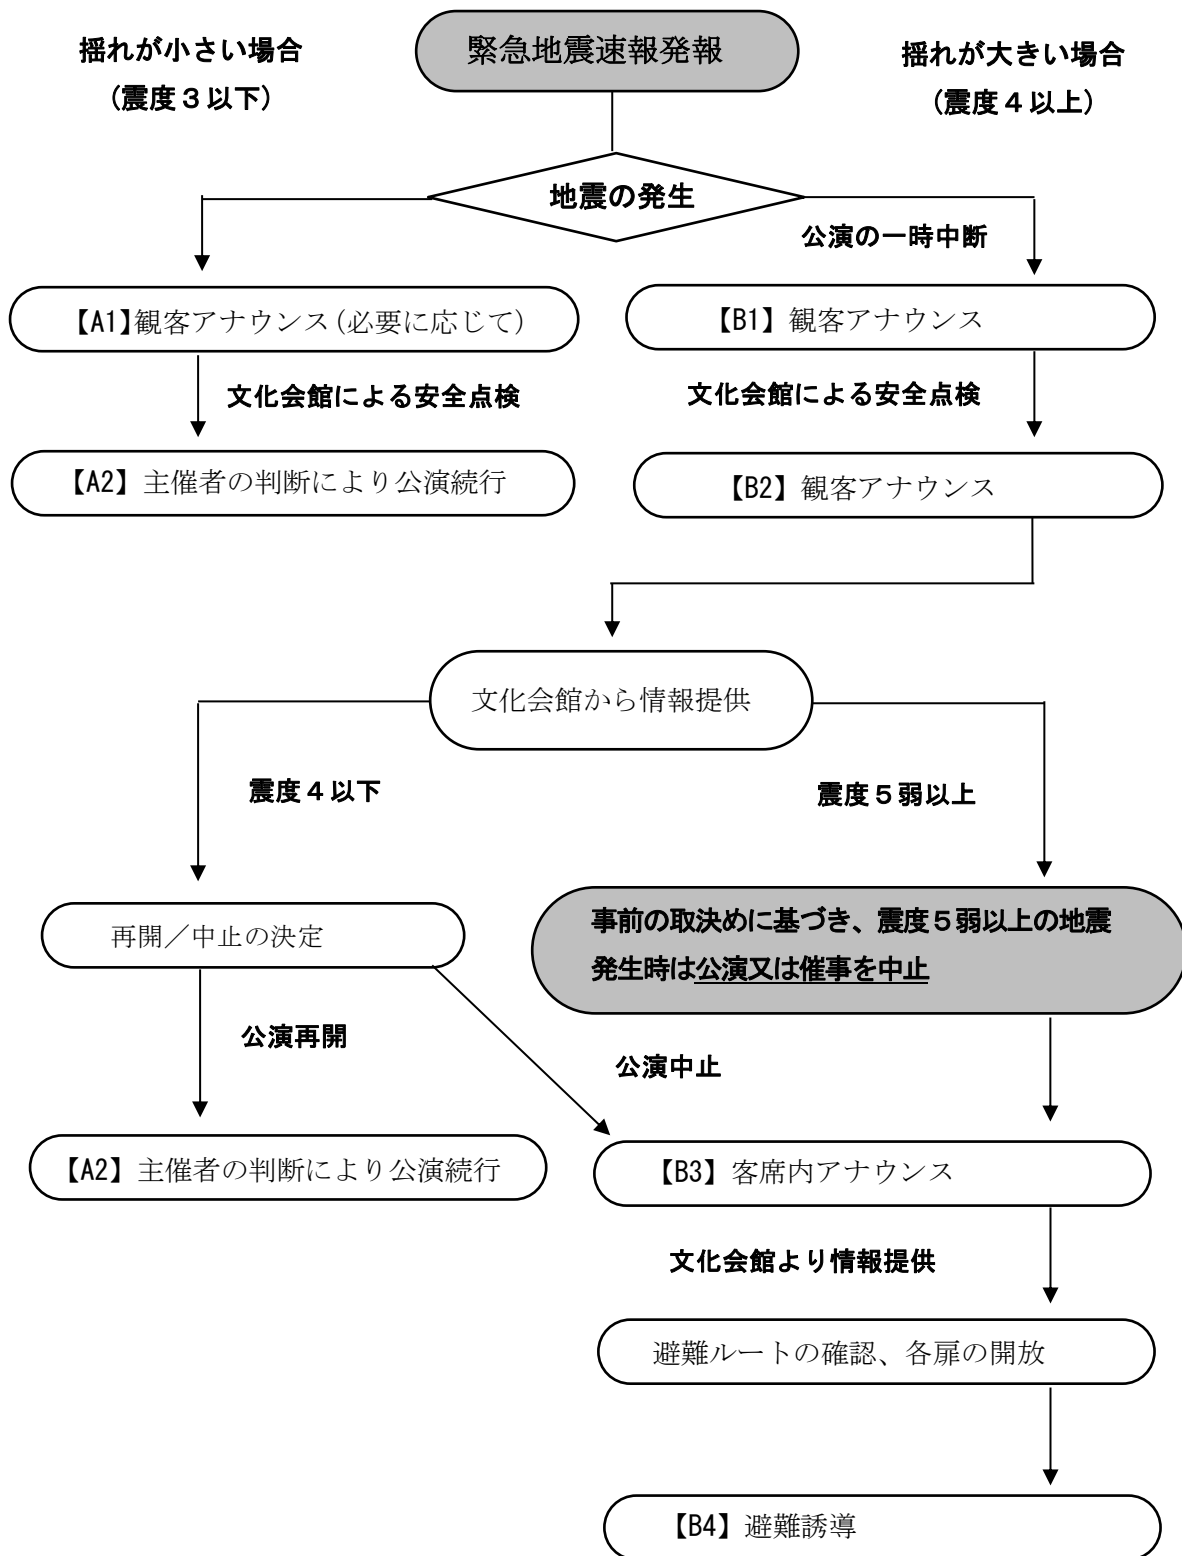 緊急地震速報発報
揺れが小さい場合
(震度３以下)
揺れが大きい場合
(震度４以上)
地震の発生
公演の一時中断
【A1】観客アナウンス(必要に応じて)
【B1】観客アナウンス
文化会館による安全点検
文化会館による安全点検
【A2】主催者の判断により公演続行
【B2】観客アナウンス
文化会館から情報提供
震度４以下
震度５弱以上
再開／中止の決定
事前の取決めに基づき、震度５弱以上の地震
発生時は公演又は催事を中止
公演再開
公演中止
【A2】主催者の判断により公演続行
【B3】客席内アナウンス
文化会館より情報提供
避難ルートの確認、各扉の開放
【B4】避難誘導